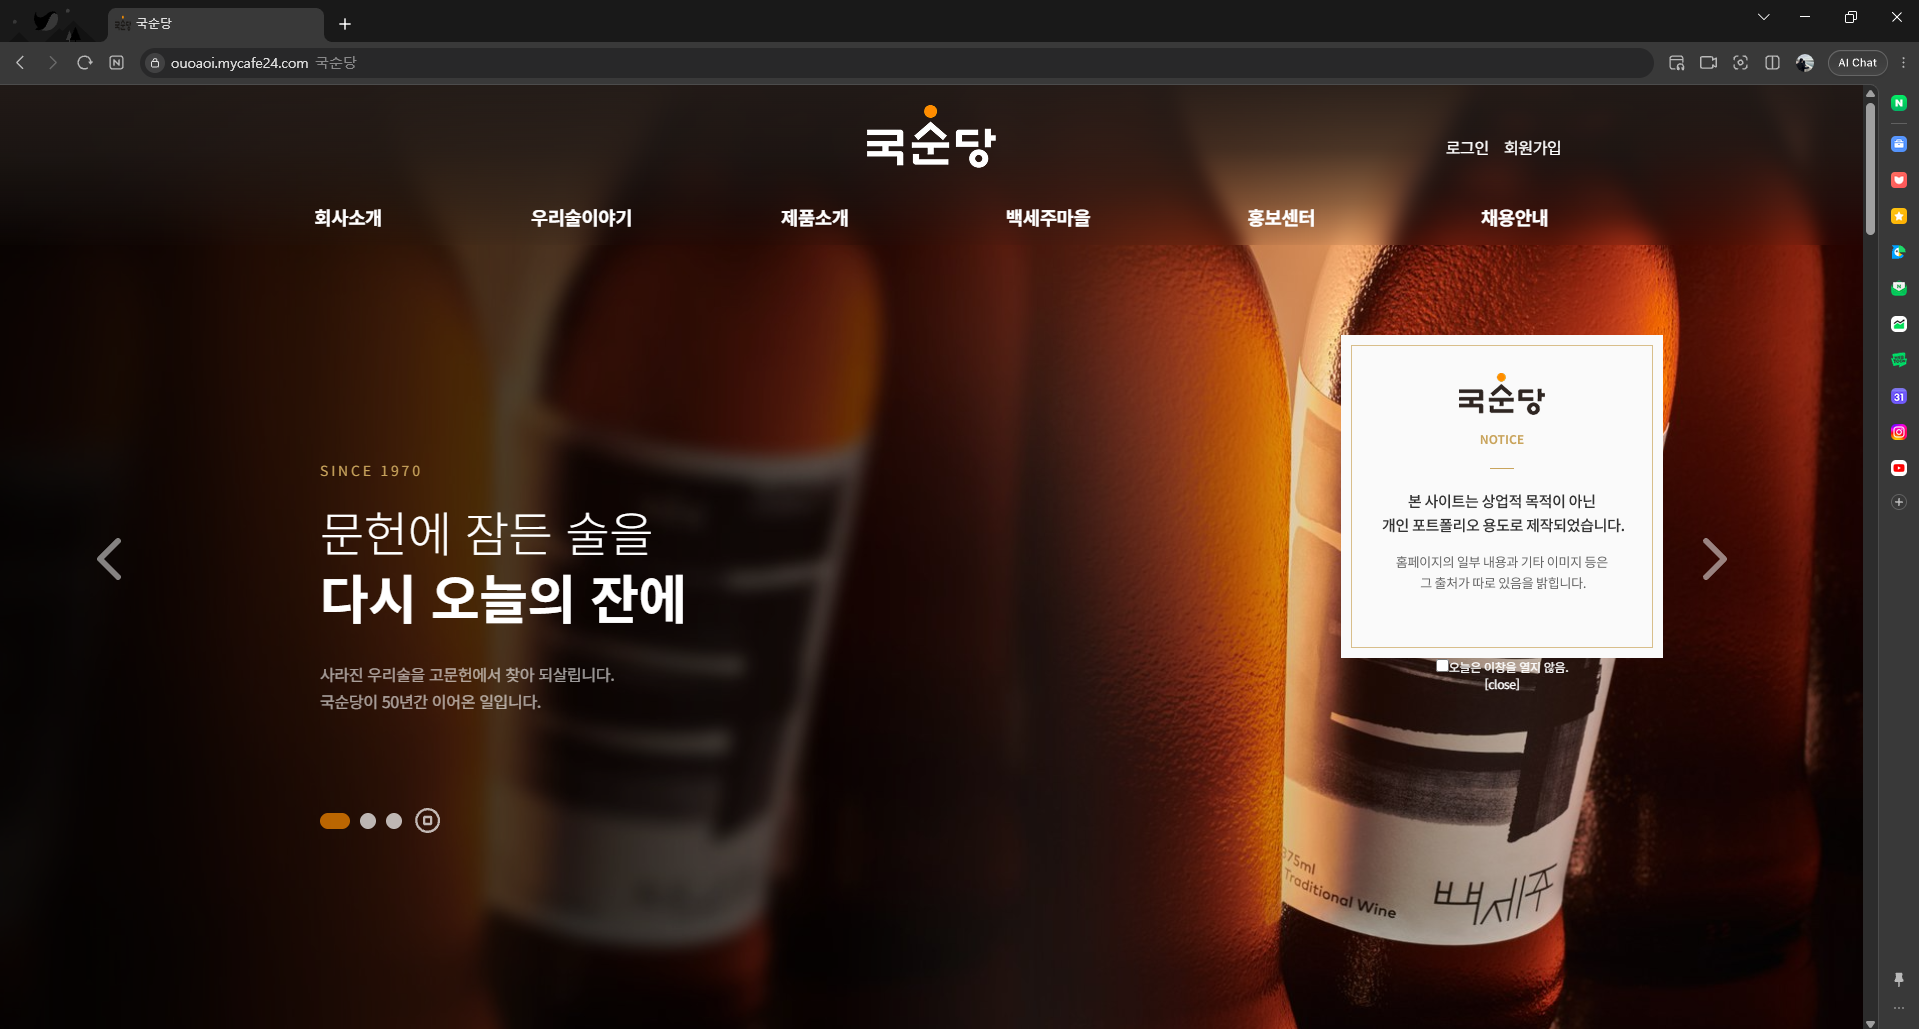 국순당
ouoaoi.mycafe24.com 국순당
AI Chat
국순당
로그인 회원가입
회사소개 우리술이야기 제품소개 백세주마을 홍보센터 채용안내
SINCE 1970
문헌에 잠든 술을
다시 오늘의 잔에
사라진 우리술을 고문헌에서 찾아 되살립니다.
국순당이 50년간 이어온 일입니다.
국순당
NOTICE
본 사이트는 상업적 목적이 아닌
개인 포트폴리오 용도로 제작되었습니다.
홈페이지의 일부 내용과 기타 이미지 등은
그 출처가 따로 있음을 밝힙니다.
오늘은 이창을 열지 않음.
[close]
375ml
Traditional Wine
백세주
31